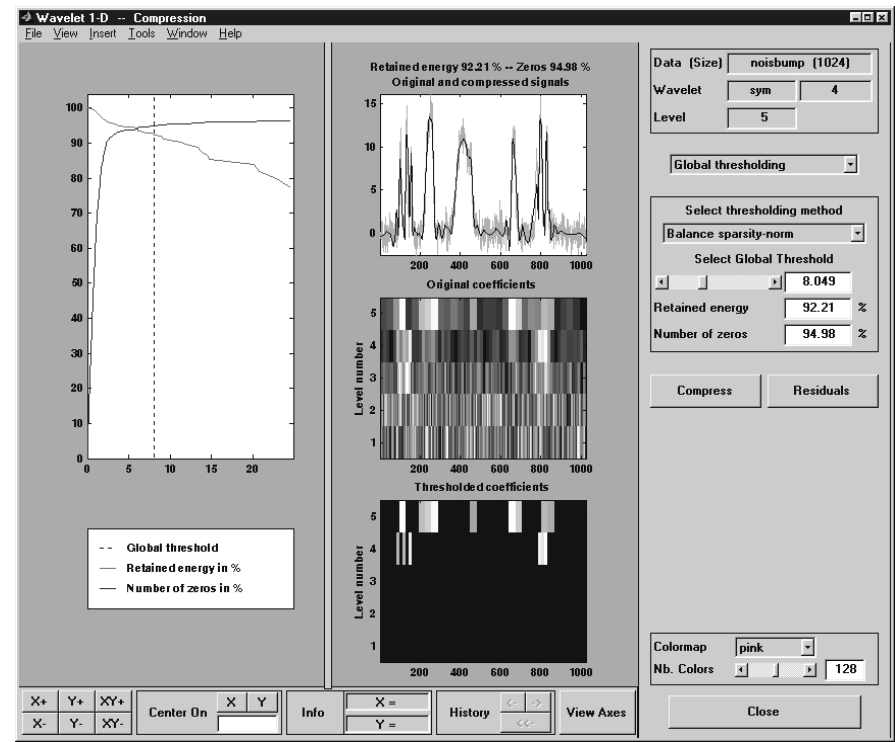 Wavelet 1-D -- Compression
File View Insert Tools Window Help
100
90
80
70
60
50
40
30
20
10
0
0 5 10 15 20
Global threshold
Retained energy in %
Number of zeros in %
Retained energy 92.21 % -- Zeros 94.98 %
Original and compressed signals
15
10
5
0
200 400 600 800 1000
Original coefficients
Level number
5
4
3
2
1
200 400 600 800 1000
Thresholded coefficients
Level number
5
4
3
2
1
200 400 600 800 1000
Data (Size) noisbump (1024)
Wavelet sym 4
Level 5
Global thresholding
Select thresholding method
Balance sparsity-norm
Select Global Threshold
8.049
Retained energy 92.21 %
Number of zeros 94.98 %
Compress Residuals
Colormap pink
Nb. Colors 128
Close
X+ Y+ XY+
X- Y- XY-
Center On X Y
Info X =
Y =
History <- ->
<<-
View Axes